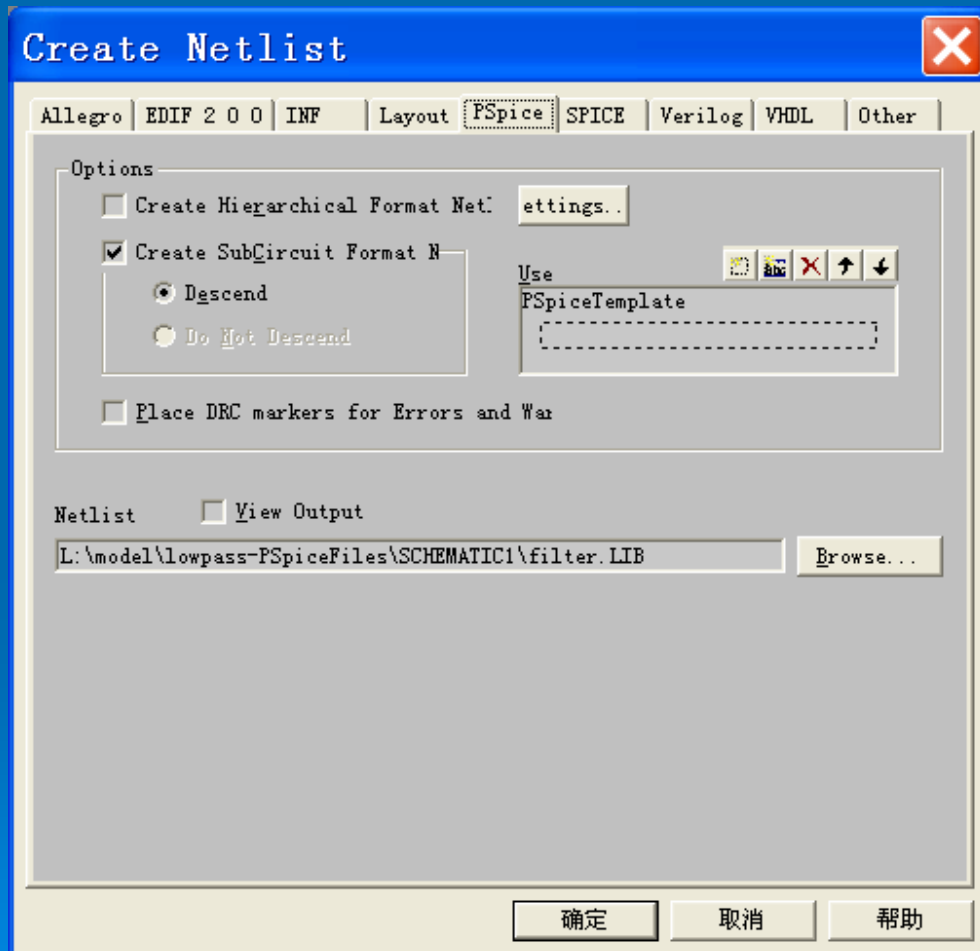 Create Netlist
Allegro EDIF 2 0 0 INF Layout PSpice SPICE Verilog VHDL Other
Options
Create Hierarchical Format Net: ettings..
Create SubCircuit Format N
Use
Descend
PSpiceTemplate
Do Not Descend
Place DRC markers for Errors and War
Netlist View Output
L:\model\lowpass-PSpiceFiles\SCHEMATIC1\filter.LIB Browse...
确定 取消 帮助